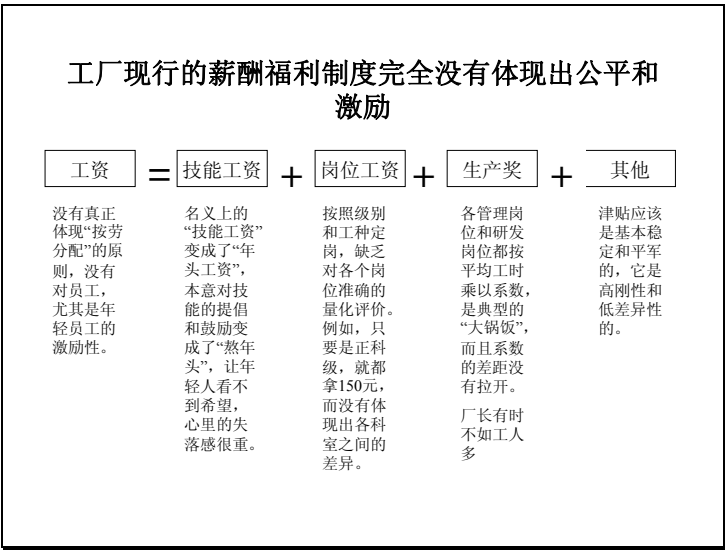 工厂现行的薪酬福利制度完全没有体现出公平和
激励
工资
=
技能工资
+
岗位工资
+
生产奖
+
其他
没有真正
体现“按劳
分配”的原
则，没有
对员工，
尤其是年
轻员工的
激励性。
名义上的
“技能工资”
变成了“年
头工资”，
本意对技
能的提倡
和鼓励变
成了“熬年
头”，让年
轻人看不
到希望，
心里的失
落感很重。
按照级别
和工种定
岗，缺乏
对各个岗
位准确的
量化评价。
例如，只
要是正科
级，就都
拿150元，
而没有体
现出各科
室之间的
差异。
各管理岗
位和研发
岗位都按
平均工时
乘以系数，
是典型的
“大锅饭”，
而且系数
的差距没
有拉开。
厂长有时
不如工人
多
津贴应该
是基本稳
定和平军
的，它是
高刚性和
低差异性
的。